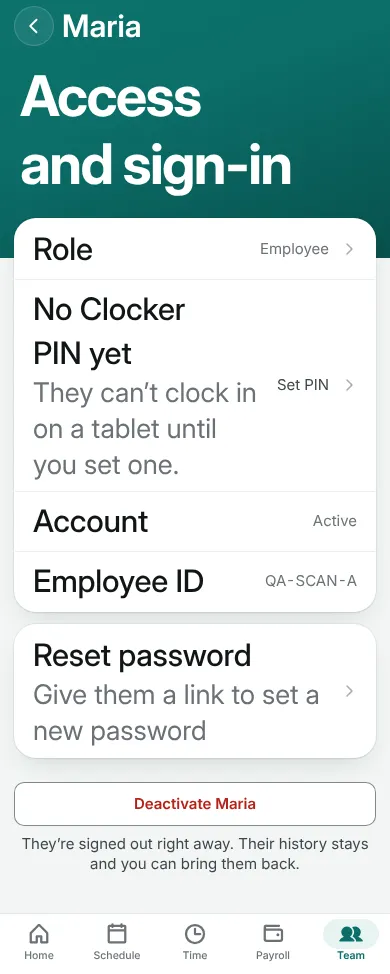 Maria
Access
and sign-in
Role
Employee
No Clocker
PIN yet
They can’t clock in
on a tablet until
you set one.
Set PIN
Account
Active
Employee ID
QA-SCAN-A
Reset password
Give them a link to set a
new password
Deactivate Maria
They’re signed out right away. Their history stays
and you can bring them back.
Home
Schedule
Time
Payroll
Team